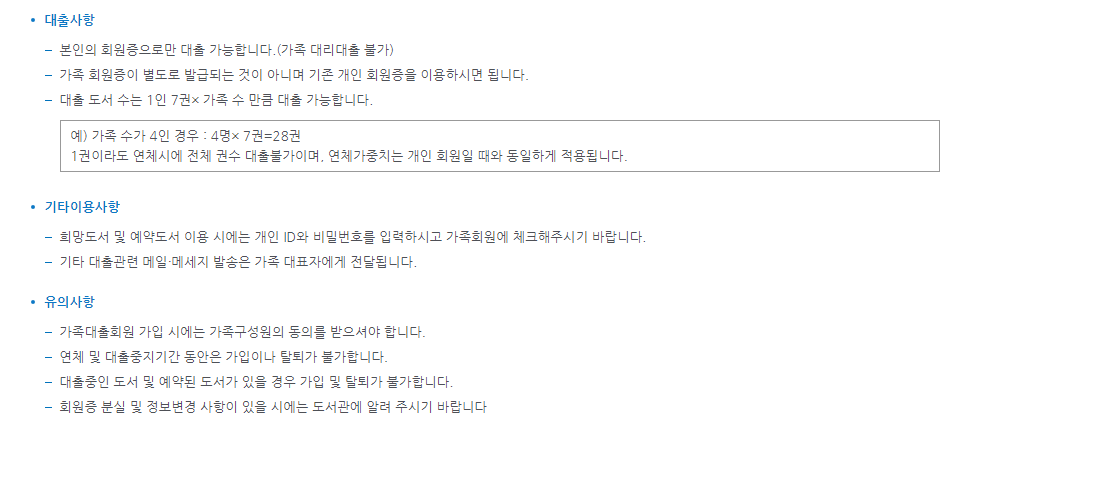 • 대출사항
– 본인의 회원증으로만 대출 가능합니다.(가족 대리대출 불가)
– 가족 회원증이 별도로 발급되는 것이 아니며 기존 개인 회원증을 이용하시면 됩니다.
– 대출 도서 수는 1인 7권× 가족 수 만큼 대출 가능합니다.
예) 가족 수가 4인 경우 : 4명× 7권=28권
1권이라도 연체시에 전체 권수 대출불가이며, 연체가중치는 개인 회원일 때와 동일하게 적용됩니다.
• 기타이용사항
– 희망도서 및 예약도서 이용 시에는 개인 ID와 비밀번호를 입력하시고 가족회원에 체크해주시기 바랍니다.
– 기타 대출관련 메일·메세지 발송은 가족 대표자에게 전달됩니다.
• 유의사항
– 가족대출회원 가입 시에는 가족구성원의 동의를 받으셔야 합니다.
– 연체 및 대출중지기간 동안은 가입이나 탈퇴가 불가합니다.
– 대출중인 도서 및 예약된 도서가 있을 경우 가입 및 탈퇴가 불가합니다.
– 회원증 분실 및 정보변경 사항이 있을 시에는 도서관에 알려 주시기 바랍니다